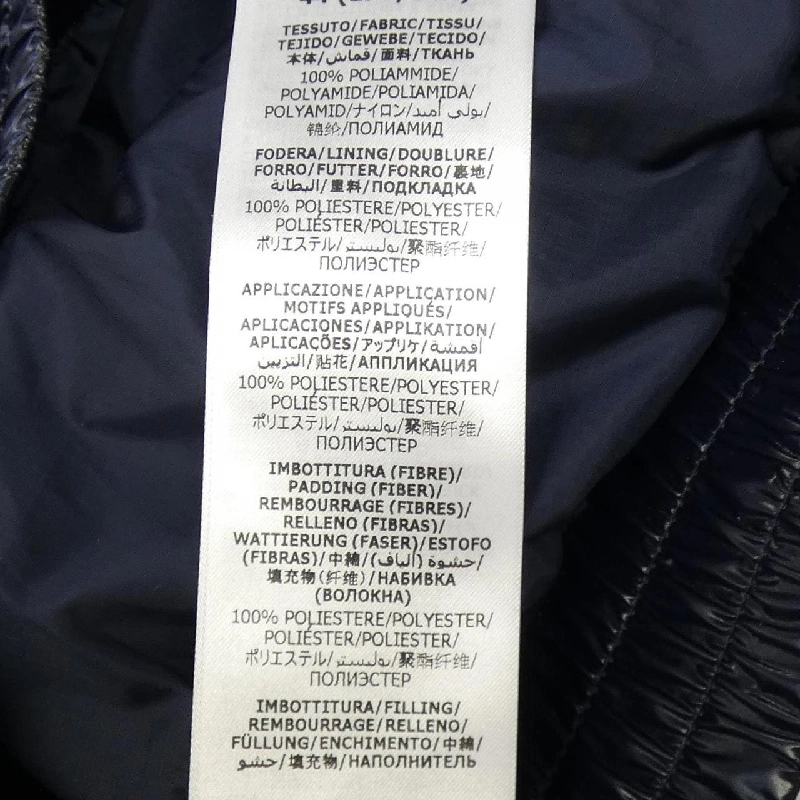 TESSUTO/FABRIC/TISSU/
TEJIDO/GEWEBE/TECIDO/
本体/قماش/面料/ТКАНЬ
100% POLIAMMIDE/
POLYAMIDE/POLIAMIDA/
POLYAMID/ナイロン/بولي أميد/
锦纶/ПОЛИАМИД
FODERA/LINING/DOUBLURE/
FORRO/FUTTER/FORRO/裏地/
البطانة/里料/ПОДКЛАДКА
100% POLIESTERE/POLYESTER/
POLIÉSTER/POLIESTER/
ポリエステル/بوليستر/聚酯纤维/
ПОЛИЭСТЕР
APPLICAZIONE/APPLICATION/
MOTIFS APPLIQUÉS/
APLICACIONES/APPLIKATION/
APLICAÇÕES/アップリケ/أقمشة
التزيين/贴花/АППЛИКАЦИЯ
100% POLIESTERE/POLYESTER/
POLIÉSTER/POLIESTER/
ポリエステル/بوليستر/聚酯纤维/
ПОЛИЭСТЕР
IMBOTTITURA (FIBRE)/
PADDING (FIBER)/
REMBOURRAGE (FIBRES)/
RELLENO (FIBRAS)/
WATTIERUNG (FASER)/ESTOFO
(FIBRAS)/中綿/حشوة (ألياف)/
填充物(纤维)/НАБИВКА
(ВОЛОКНА)
100% POLIESTERE/POLYESTER/
POLIÉSTER/POLIESTER/
ポリエステル/بوليستر/聚酯纤维/
ПОЛИЭСТЕР
IMBOTTITURA/FILLING/
REMBOURRAGE/RELLENO/
FÜLLUNG/ENCHIMENTO/中綿/
حشو/填充物/НАПОЛНИТЕЛЬ